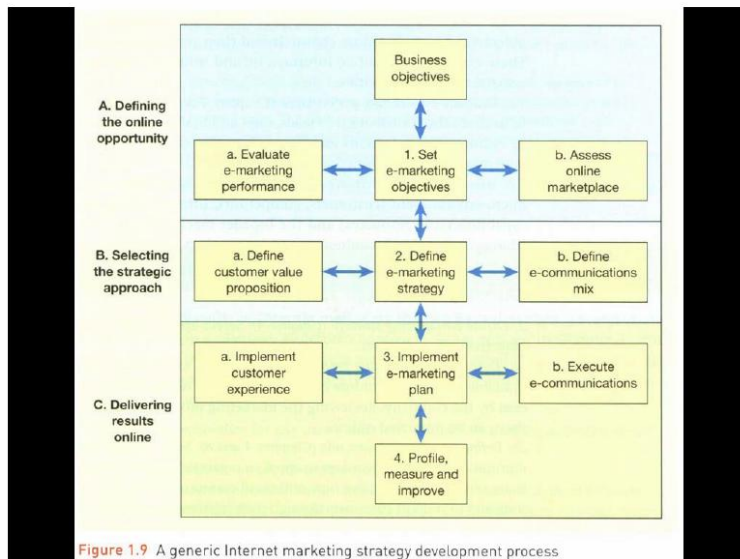 Business
objectives
A. Defining
the online
opportunity
a. Evaluate
e-marketing
performance
1. Set
e-marketing
objectives
b. Assess
online
marketplace
B. Selecting
the strategic
approach
a. Define
customer value
proposition
2. Define
e-marketing
strategy
b. Define
e-communications
mix
C. Delivering
results
online
a. Implement
customer
experience
3. Implement
e-marketing
plan
b. Execute
e-communications
4. Profile,
measure and
improve
Figure 1.9 A generic Internet marketing strategy development process